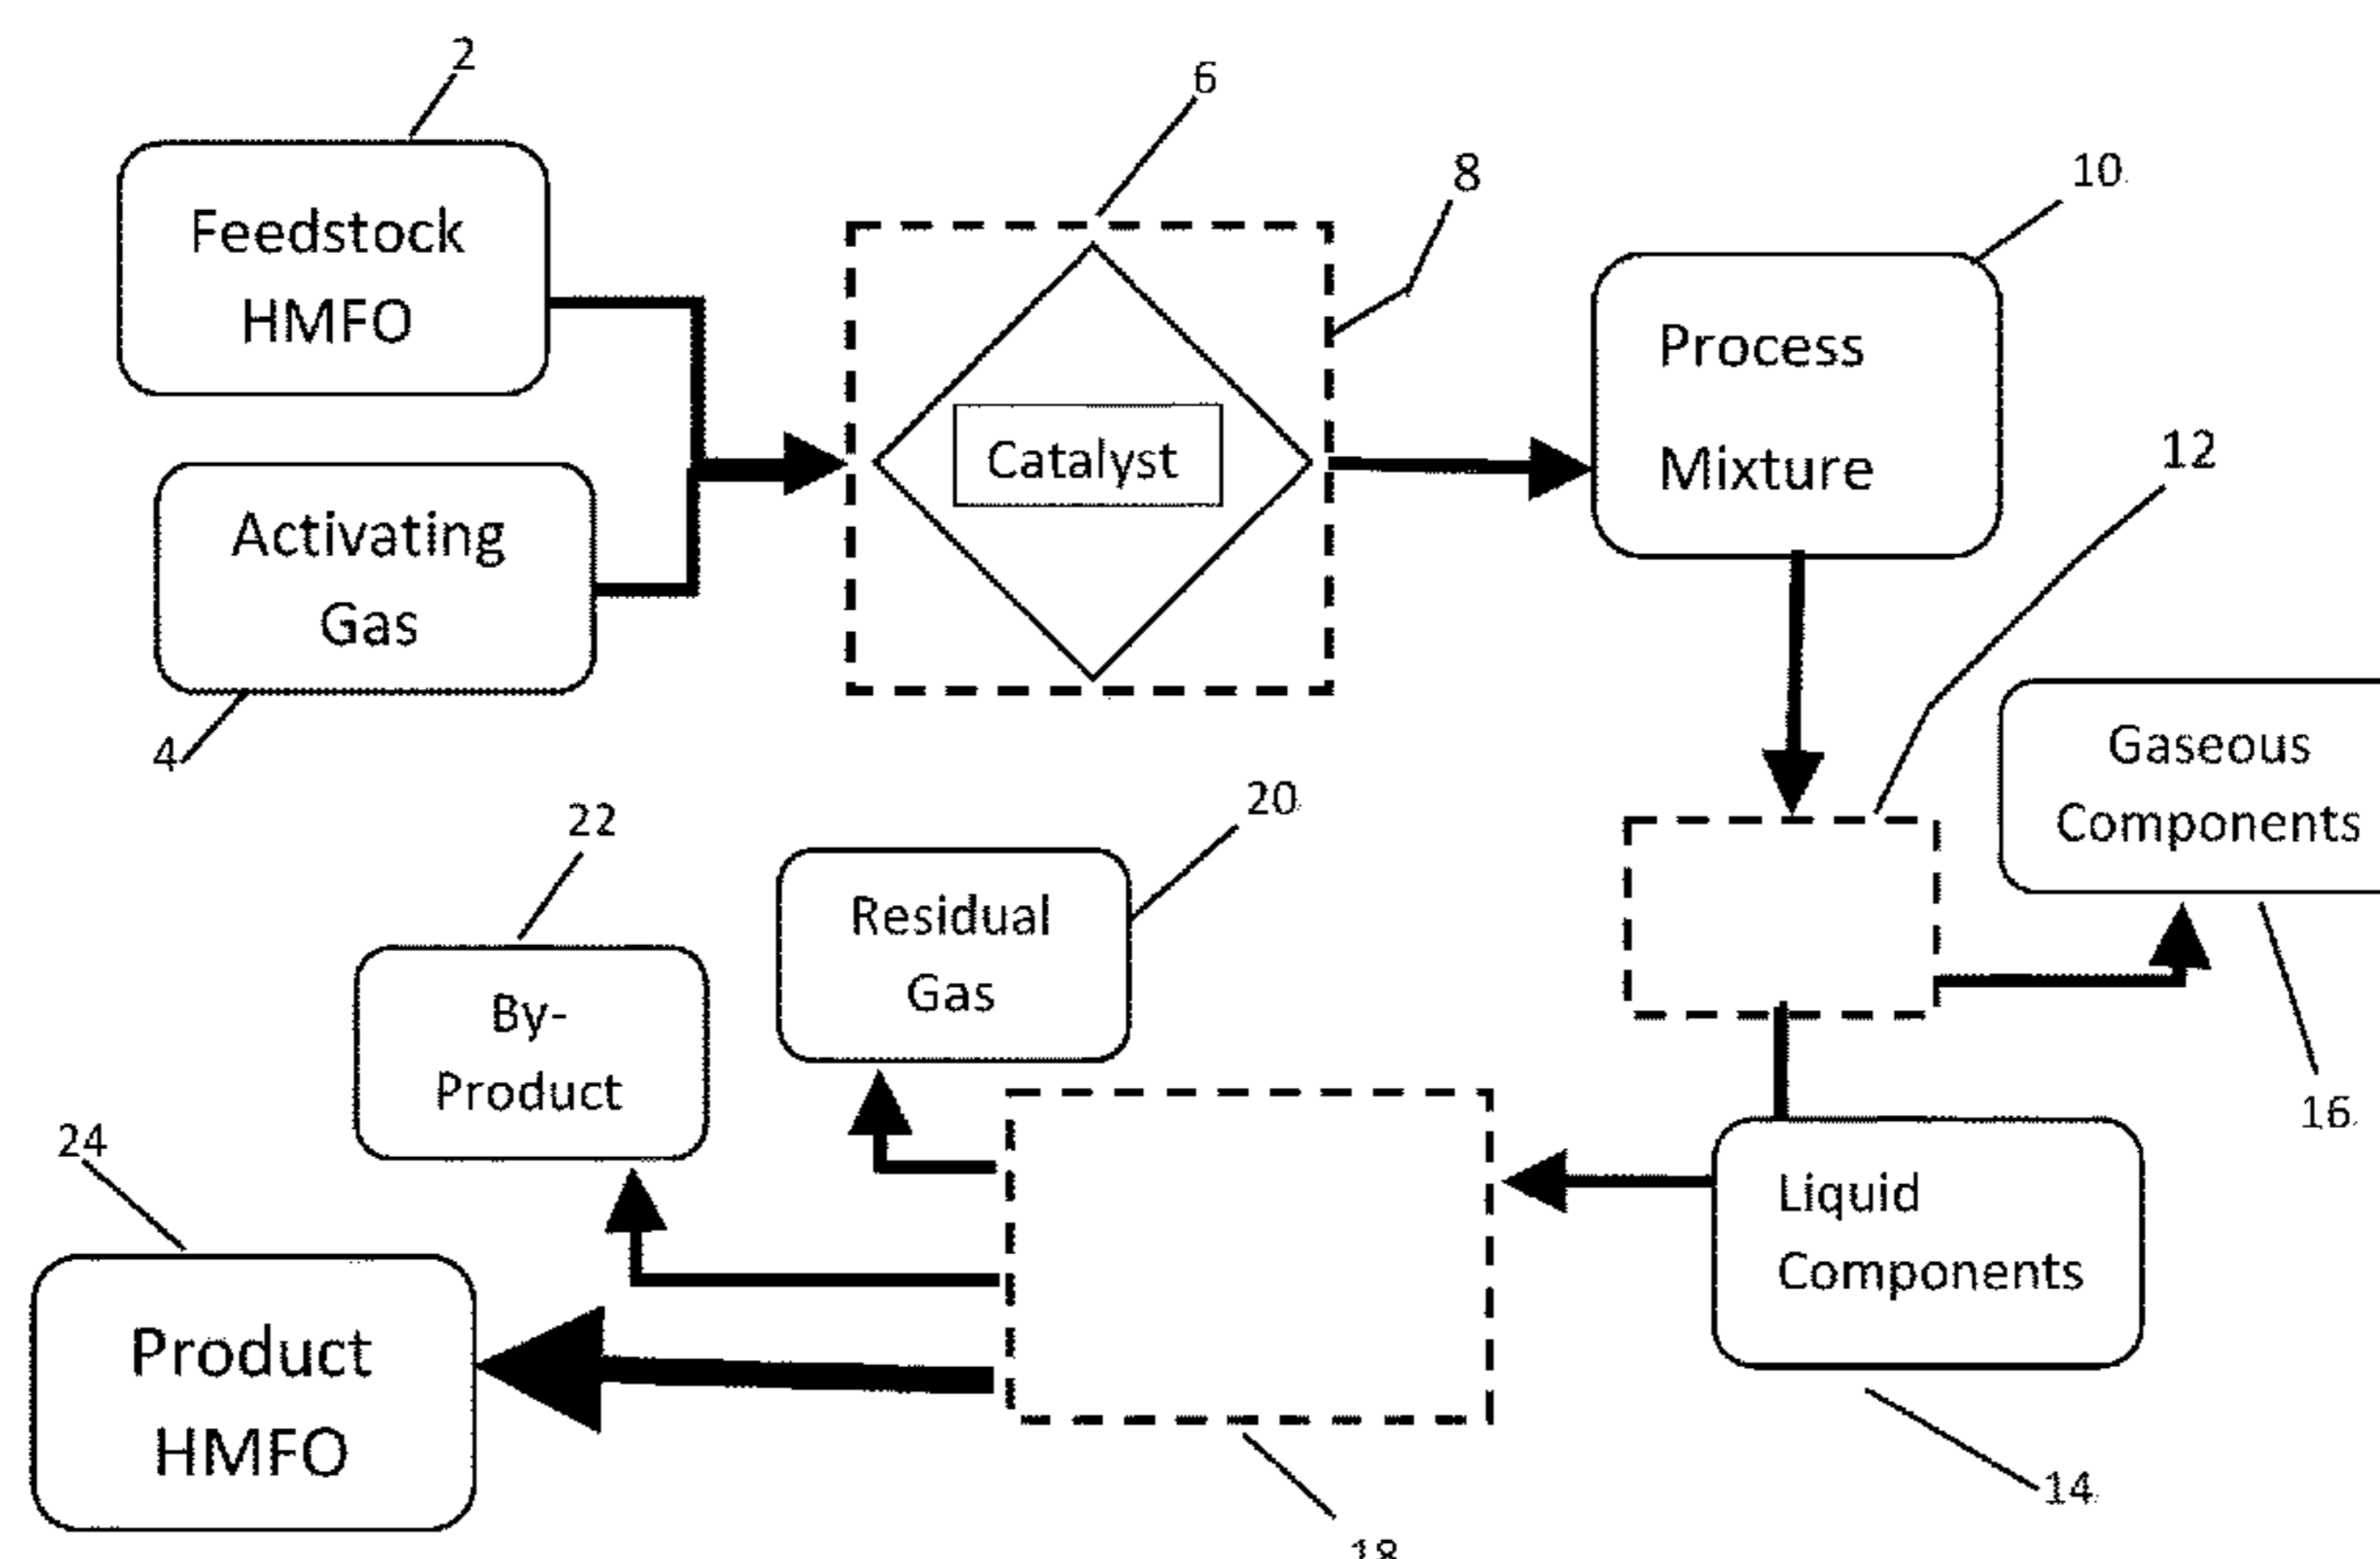 2
6
8
10
Feedstock
HMFO
Process
Mixture
Catalyst
12
Activating
Gas
4
Gaseous
Components
22
20
Residual
Gas
By-
Product
16
24
Liquid
Components
Product
HMFO
14
18